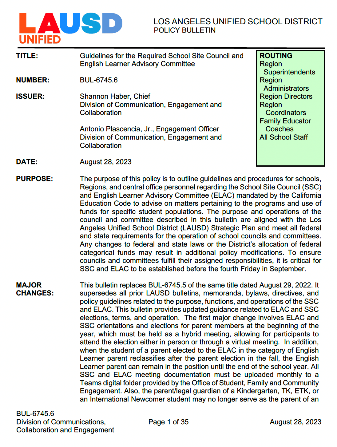 LAUSD
UNIFIED
LOS ANGELES UNIFIED SCHOOL DISTRICT
POLICY BULLETIN
TITLE: Guidelines for the Required School Site Council and
English Learner Advisory Committee
NUMBER: BUL-6745.6
ISSUER: Shannon Haber, Chief
Division of Communication, Engagement and
Collaboration
Antonio Plascencia, Jr., Engagement Officer
Division of Communication, Engagement and
Collaboration
DATE: August 28, 2023
ROUTING
Region
Superintendents
Region
Administrators
Region Directors
Region
Coordinators
Family Educator
Coaches
All School Staff
PURPOSE: The purpose of this policy is to outline guidelines and procedures for schools,
Regions, and central office personnel regarding the School Site Council (SSC)
and English Learner Advisory Committee (ELAC) mandated by the California
Education Code to advise on matters pertaining to the programs and use of
funds for specific student populations. The purpose and operations of the
council and committee described in this bulletin are aligned with the Los
Angeles Unified School District (LAUSD) Strategic Plan and meet all federal
and state requirements for the operation of school councils and committees.
Any changes to federal and state laws or the District's allocation of federal
categorical funds may result in additional policy modifications. To ensure
councils and committees fulfill their assigned responsibilities, it is critical for
SSC and ELAC to be established before the fourth Friday in September.
MAJOR
CHANGES:
This bulletin replaces BUL-6745.5 of the same title dated August 29, 2022. It
supersedes all prior LAUSD bulletins, memoranda, bylaws, directives, and
policy guidelines related to the purpose, functions, and operations of the SSC
and ELAC. This bulletin provides updated guidance related to ELAC and SSC
elections, terms, and operation. The first major change involves ELAC and
SSC orientations and elections for parent members at the beginning of the
year, which must be held as a hybrid meeting, allowing for participants to
attend the election either in person or through a virtual meeting. In addition,
when the student of a parent elected to the ELAC in the category of English
Learner parent reclassifies after the parent election in the fall, the English
Learner parent can remain in the position until the end of the school year. All
SSC and ELAC meeting documentation must be uploaded monthly to a
Teams digital folder provided by the Office of Student, Family and Community
Engagement. Also, the parent/legal guardian of a Kindergarten, TK, ETK, or
an International Newcomer student may no longer serve as the parent of an
BUL-6745.6
Division of Communications,
Collaboration and Engagement
Page 1 of 35
August 28, 2023